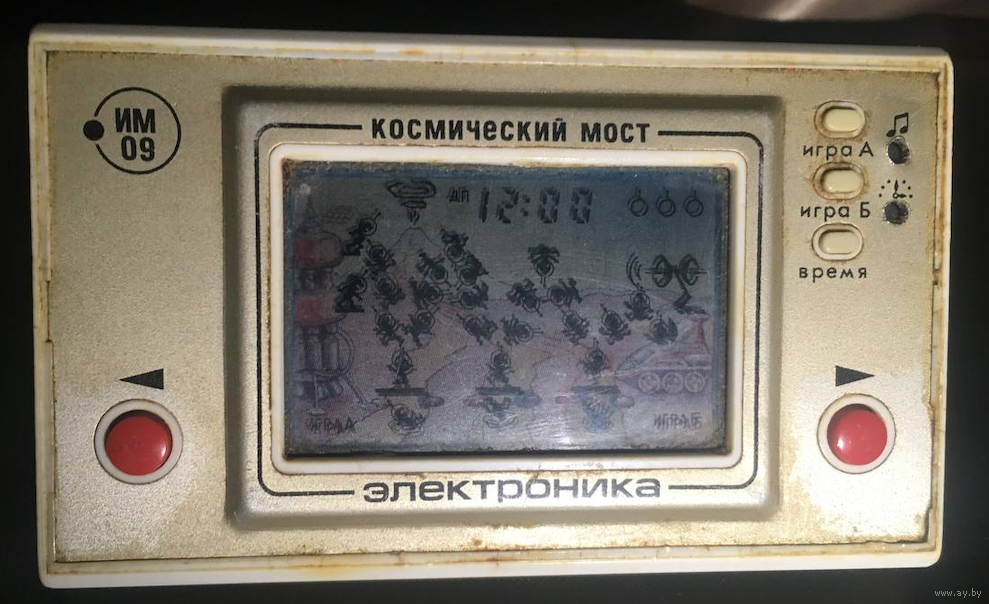 ИМ
09
космический мост
игра А
игра Б
время
ДП 12:00
ИГРА А
ИГРА Б
электроника
www.ay.by